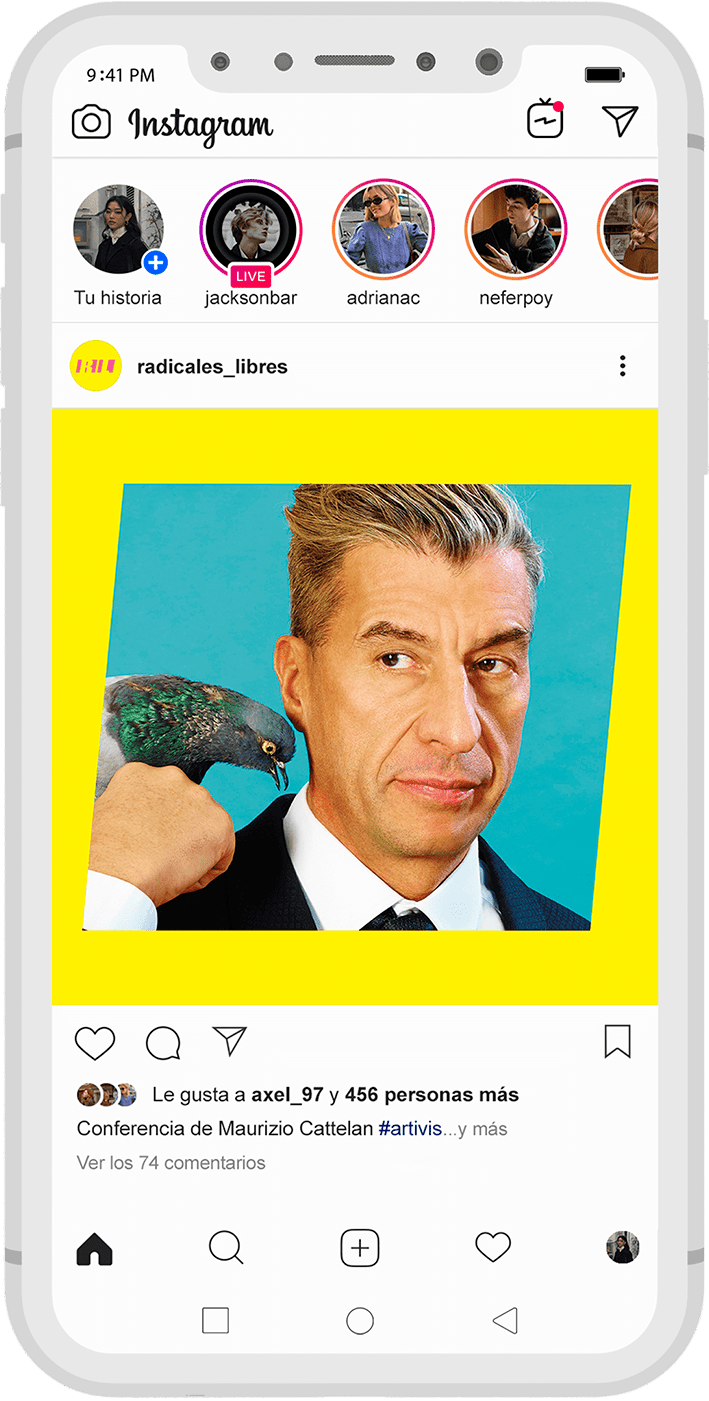 9:41 PM
Instagram
LIVE
Tu historia
jacksonbar
adrianac
neferpoy
radicales_libres
Le gusta a axel_97 y 456 personas más
Conferencia de Maurizio Cattelan #artivis...y más
Ver los 74 comentarios